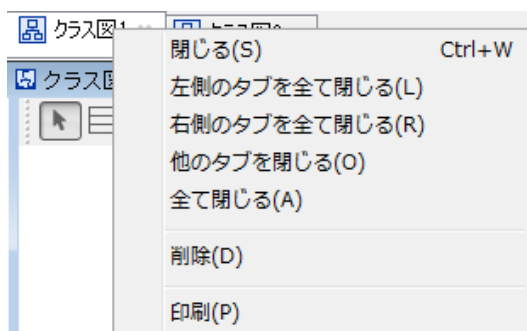 クラス図1
閉じる(S) Ctrl+W
クラス図
左側のタブを全て閉じる(L)
右側のタブを全て閉じる(R)
他のタブを閉じる(O)
全て閉じる(A)
削除(D)
印刷(P)